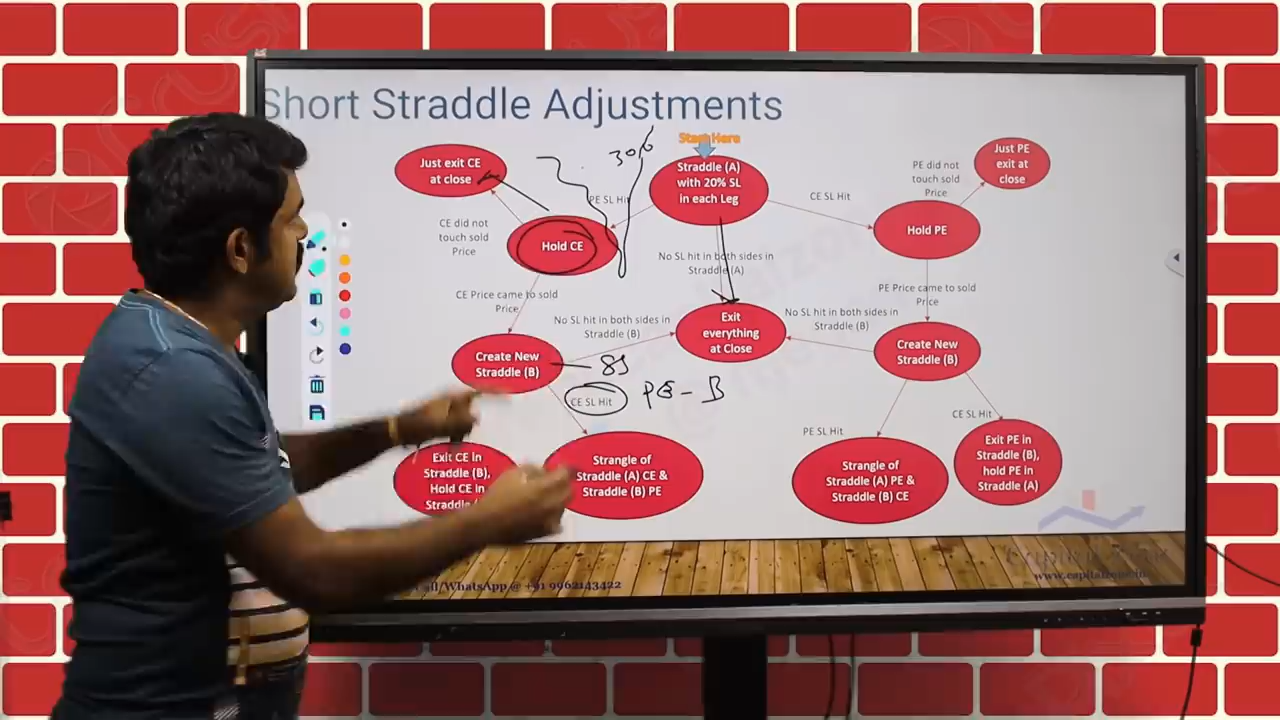 Short Straddle Adjustments
Start Here
Straddle (A)
with 20% SL
in each Leg
Just exit CE
at close
30%
PE SL Hit
CE did not
touch sold
Price
Hold CE
CE SL Hit
PE did not
touch sold
Price
Just PE
exit at
close
Hold PE
No SL hit in both sides in
Straddle (A)
CE Price came to sold
Price
PE Price came to sold
Price
No SL hit in both sides in
Straddle (B)
Exit
everything
at Close
No SL hit in both sides in
Straddle (B)
Create New
Straddle (B)
Create New
Straddle (B)
CE SL Hit
PE - B
PE SL Hit
CE SL Hit
Exit CE in
Straddle (B),
Hold CE in
Strangle of
Straddle (A) CE &
Straddle (B) PE
Strangle of
Straddle (A) PE &
Straddle (B) CE
Exit PE in
Straddle (B),
hold PE in
Straddle (A)
Call/WhatsApp @ +91 9962143422